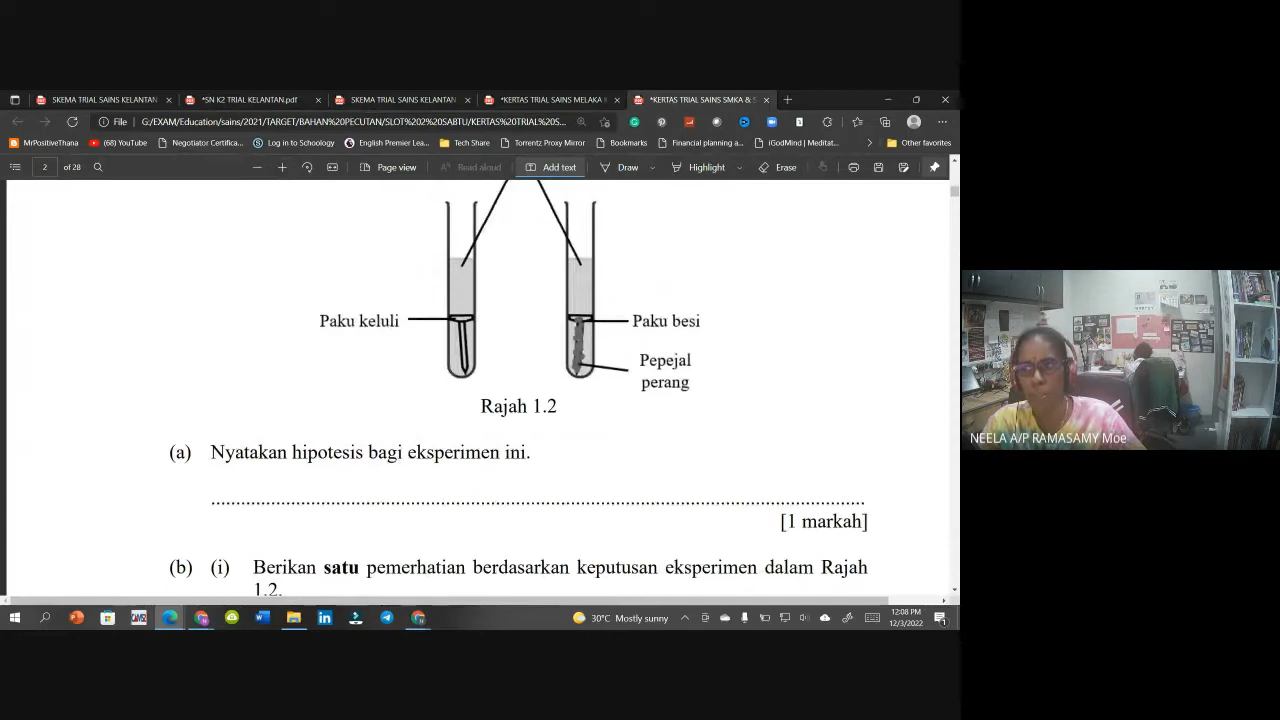 SKEMA TRIAL SAINS KELANTAN
*SN K2 TRIAL KELANTAN.pdf
SKEMA TRIAL SAINS KELANTAN
*KERTAS TRIAL SAINS MELAKA
*KERTAS TRIAL SAINS SMKA & S
File
G:/EXAM/Education/sains/2021/TARGET/BAHAN%20PECUTAN/SLOT%202%20SABTU/KERTAS%20TRIAL%20S...
MrPositiveThana
(68) YouTube
Negotiator Certifica...
Log in to Schoology
English Premier Lea...
Tech Share
Torrentz Proxy Mirror
Bookmarks
Financial planning a...
iGodMind | Meditat...
Other favorites
2 of 28
Page view
Read aloud
Add text
Draw
Highlight
Erase
Paku keluli
Paku besi
Pepejal
perang
Rajah 1.2
(a) Nyatakan hipotesis bagi eksperimen ini.
[1 markah]
(b) (i) Berikan satu pemerhatian berdasarkan keputusan eksperimen dalam Rajah
1.2.
30°C Mostly sunny
12:08 PM
12/3/2022
NEELA A/P RAMASAMY Moe